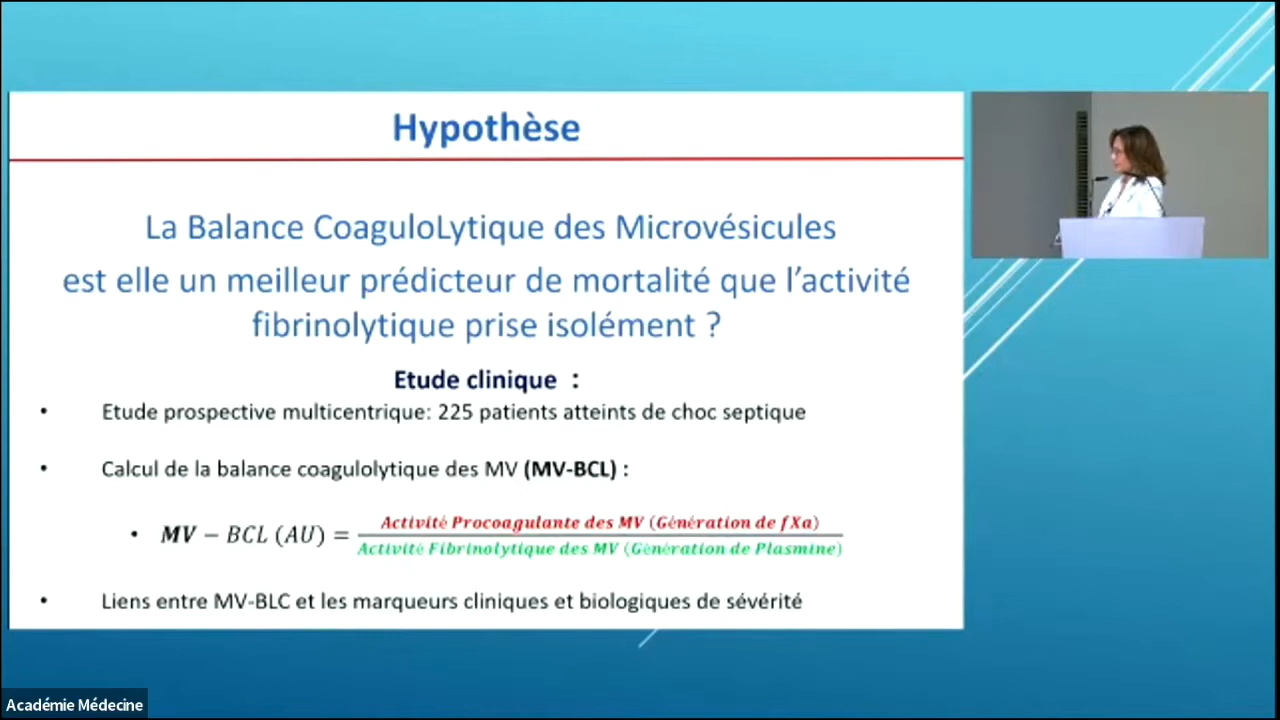 Hypothèse
La Balance CoaguloLytique des Microvésicules
est elle un meilleur prédicteur de mortalité que l’activité
fibrinolytique prise isolément ?
Etude clinique :
• Etude prospective multicentrique: 225 patients atteints de choc septique
• Calcul de la balance coagulolytique des MV (MV-BCL) :
• MV – BCL (AU) = Activité Procoagulante des MV (Génération de fXa)
Activité Fibrinolytique des MV (Génération de Plasmine)
• Liens entre MV-BLC et les marqueurs cliniques et biologiques de sévérité
Académie Médecine